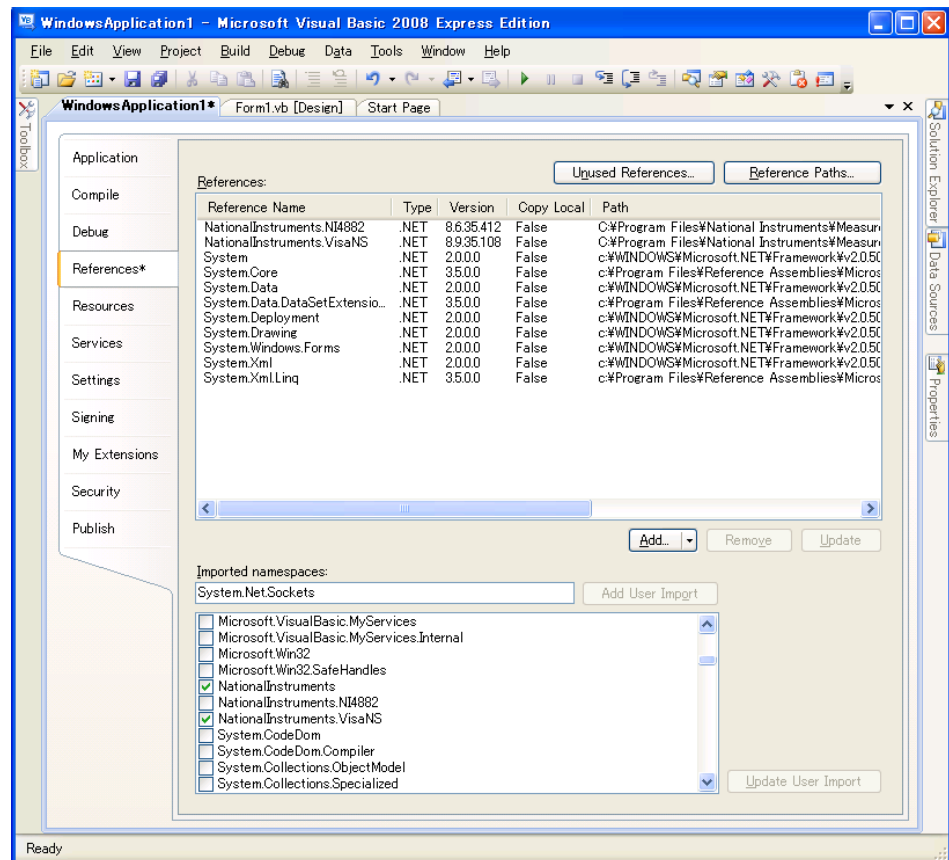 WindowsApplication1 - Microsoft Visual Basic 2008 Express Edition
File Edit View Project Build Debug Data Tools Window Help
WindowsApplication1* Form1.vb [Design] Start Page
Toolbox
Solution Explorer
Data Sources
Properties
Application
Compile
Debug
References*
Resources
Services
Settings
Signing
My Extensions
Security
Publish
Unused References... Reference Paths...
References:
Reference Name Type Version Copy Local Path
NationalInstruments.NI4882 .NET 8.6.35.412 False C:¥Program Files¥National Instruments¥Measur
NationalInstruments.VisaNS .NET 8.9.35.108 False C:¥Program Files¥National Instruments¥Measur
System .NET 2.0.0.0 False c:¥WINDOWS¥Microsoft.NET¥Framework¥v2.0.50
System.Core .NET 3.5.0.0 False c:¥Program Files¥Reference Assemblies¥Micros
System.Data .NET 2.0.0.0 False c:¥WINDOWS¥Microsoft.NET¥Framework¥v2.0.50
System.Data.DataSetExtensio... .NET 3.5.0.0 False c:¥Program Files¥Reference Assemblies¥Micros
System.Deployment .NET 2.0.0.0 False c:¥WINDOWS¥Microsoft.NET¥Framework¥v2.0.50
System.Drawing .NET 2.0.0.0 False c:¥WINDOWS¥Microsoft.NET¥Framework¥v2.0.50
System.Windows.Forms .NET 2.0.0.0 False c:¥WINDOWS¥Microsoft.NET¥Framework¥v2.0.50
System.Xml .NET 2.0.0.0 False c:¥WINDOWS¥Microsoft.NET¥Framework¥v2.0.50
System.Xml.Linq .NET 3.5.0.0 False c:¥Program Files¥Reference Assemblies¥Micros
Add... Remove Update
Imported namespaces:
System.Net.Sockets Add User Import
Microsoft.VisualBasic.MyServices
Microsoft.VisualBasic.MyServices.Internal
Microsoft.Win32
Microsoft.Win32.SafeHandles
NationalInstruments
NationalInstruments.NI4882
NationalInstruments.VisaNS
System.CodeDom
System.CodeDom.Compiler
System.Collections.ObjectModel
System.Collections.Specialized
Update User Import
Ready